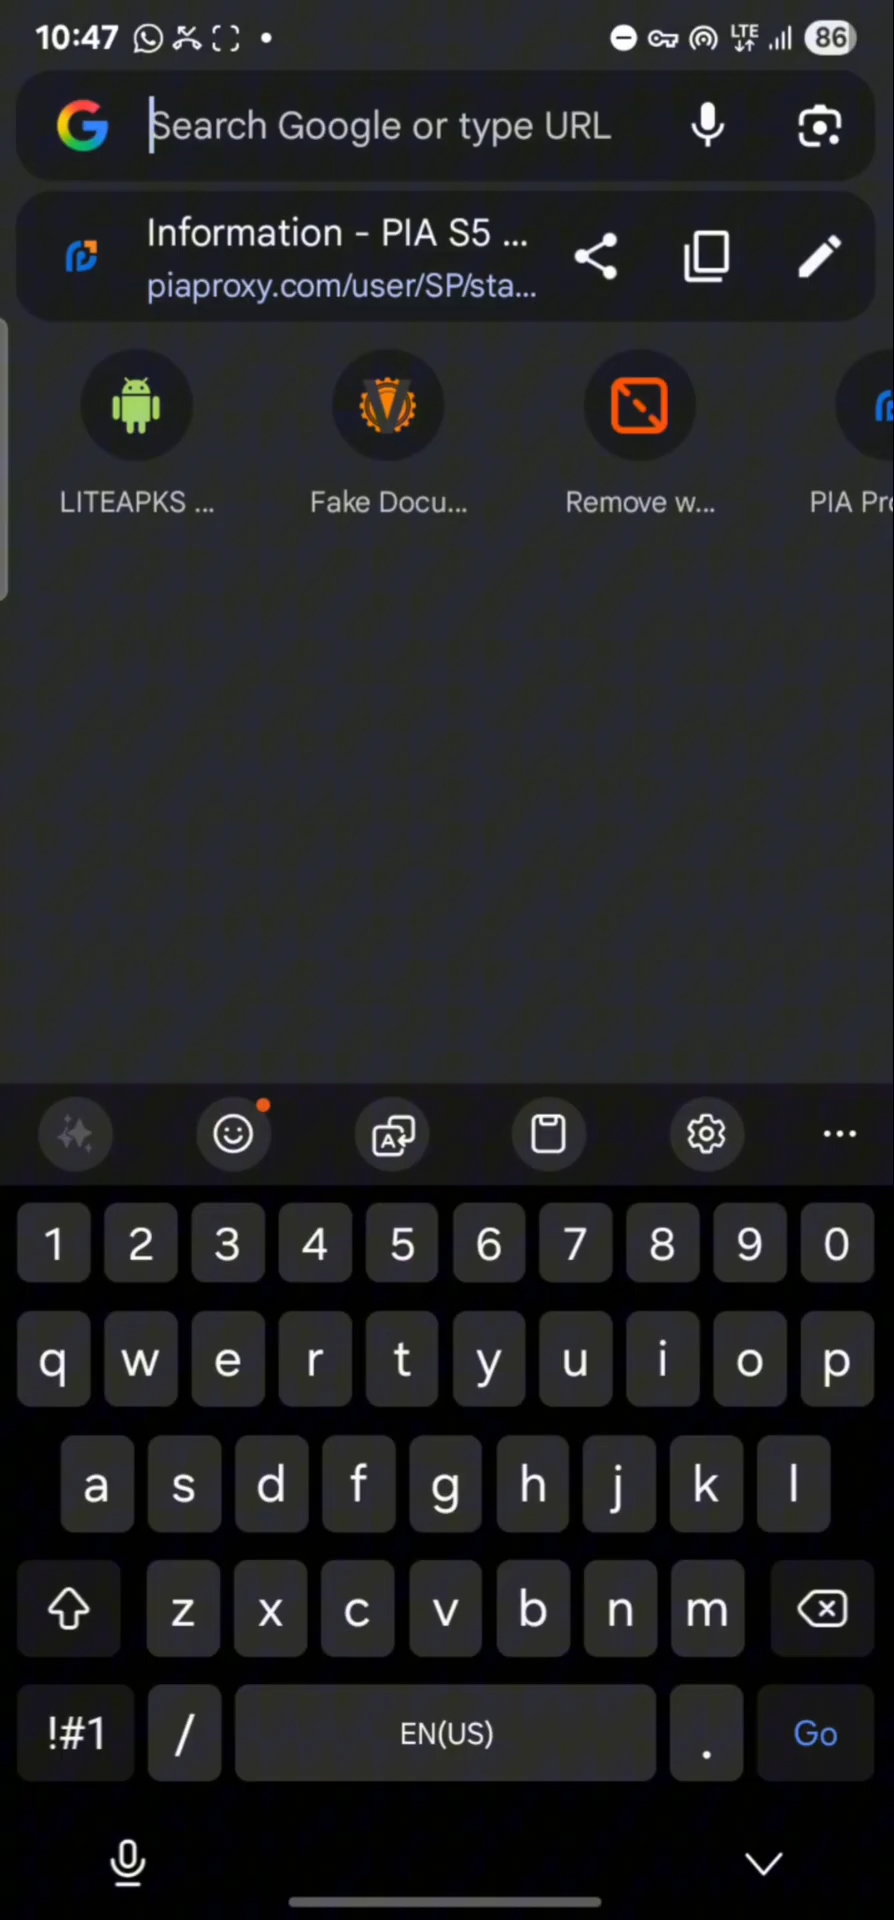 10:47 LTE 86
Search Google or type URL
Information - PIA S5 ...
piaproxy.com/user/SP/sta...
LITEAPKS ... Fake Docu... Remove w... PIA Pr
1 2 3 4 5 6 7 8 9 0
q w e r t y u i o p
a s d f g h j k l
z x c v b n m
!#1 / EN(US) . Go